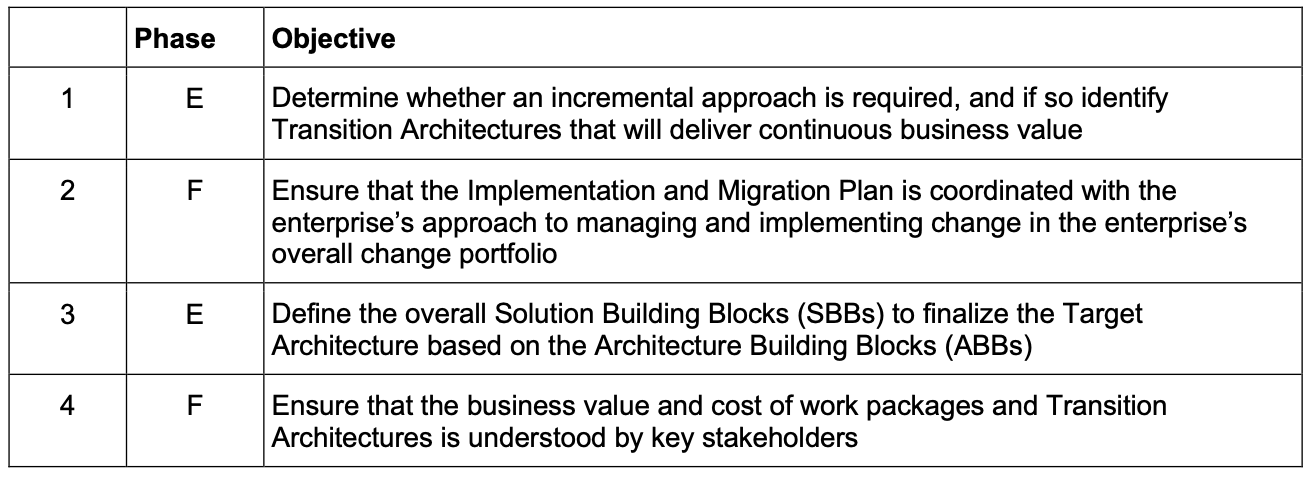 Phase Objective
1 E Determine whether an incremental approach is required, and if so identify
Transition Architectures that will deliver continuous business value
2 F Ensure that the Implementation and Migration Plan is coordinated with the
enterprise’s approach to managing and implementing change in the enterprise’s
overall change portfolio
3 E Define the overall Solution Building Blocks (SBBs) to finalize the Target
Architecture based on the Architecture Building Blocks (ABBs)
4 F Ensure that the business value and cost of work packages and Transition
Architectures is understood by key stakeholders